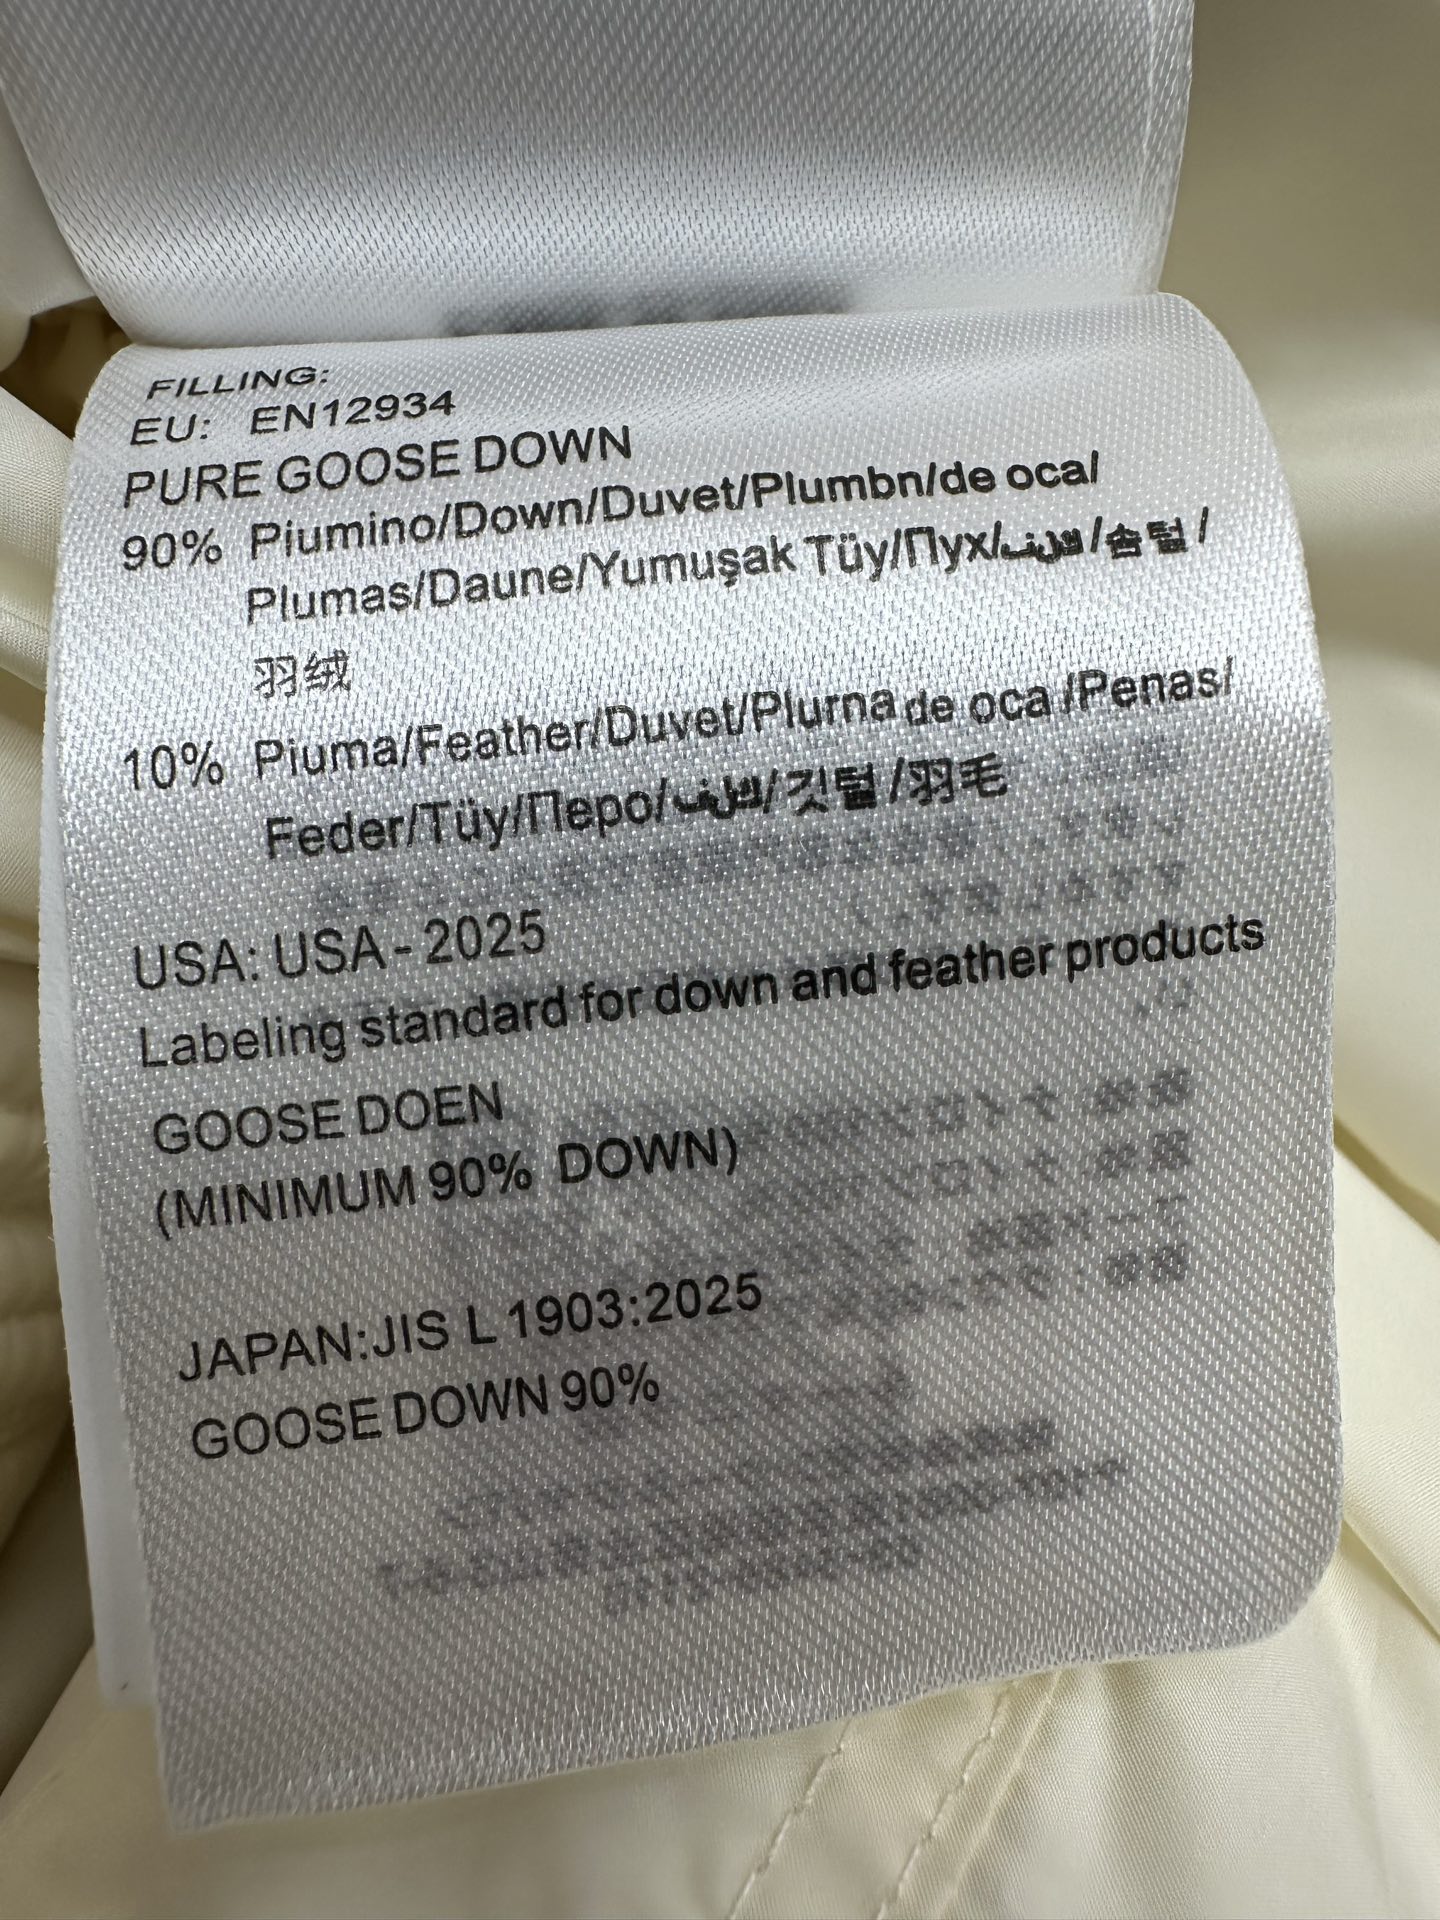 FILLING:
EU: EN12934
PURE GOOSE DOWN
90% Piumino/Down/Duvet/Plumbn/de oca/
Plumas/Daune/Yumuşak Tüy/Пух/ /솜털/
羽绒
10% Piuma/Feather/Duvet/Plurna de oca/Penas/
Feder/Tüy/Перо/ /깃털/羽毛
USA: USA-2025
Labeling standard for down and feather products
GOOSE DOEN
(MINIMUM 90% DOWN)
JAPAN:JIS L 1903:2025
GOOSE DOWN 90%